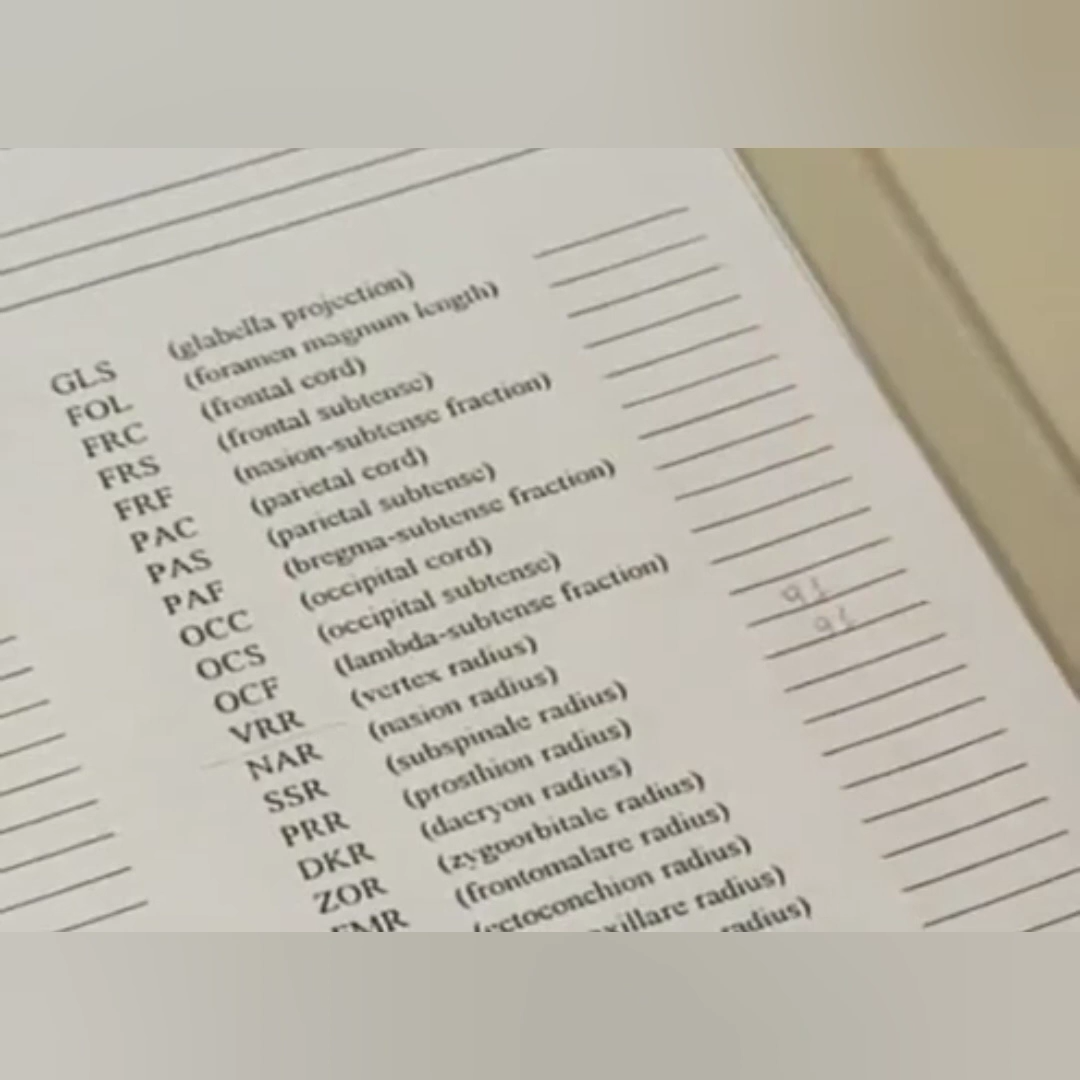 GLS (glabella projection)
FOL (foramen magnum length)
FRC (frontal cord)
FRS (frontal subtense)
FRF (nasion-subtense fraction)
PAC (parietal cord)
PAS (parietal subtense)
PAF (bregma-subtense fraction)
OCC (occipital cord)
OCS (occipital subtense)
OCF (lambda-subtense fraction)
VRR (vertex radius)
NAR (nasion radius)
SSR (subspinale radius)
PRR (prosthion radius)
DKR (dacryon radius)
ZOR (zygoorbitale radius)
(frontomalare radius)
radius)
radius)
radius)